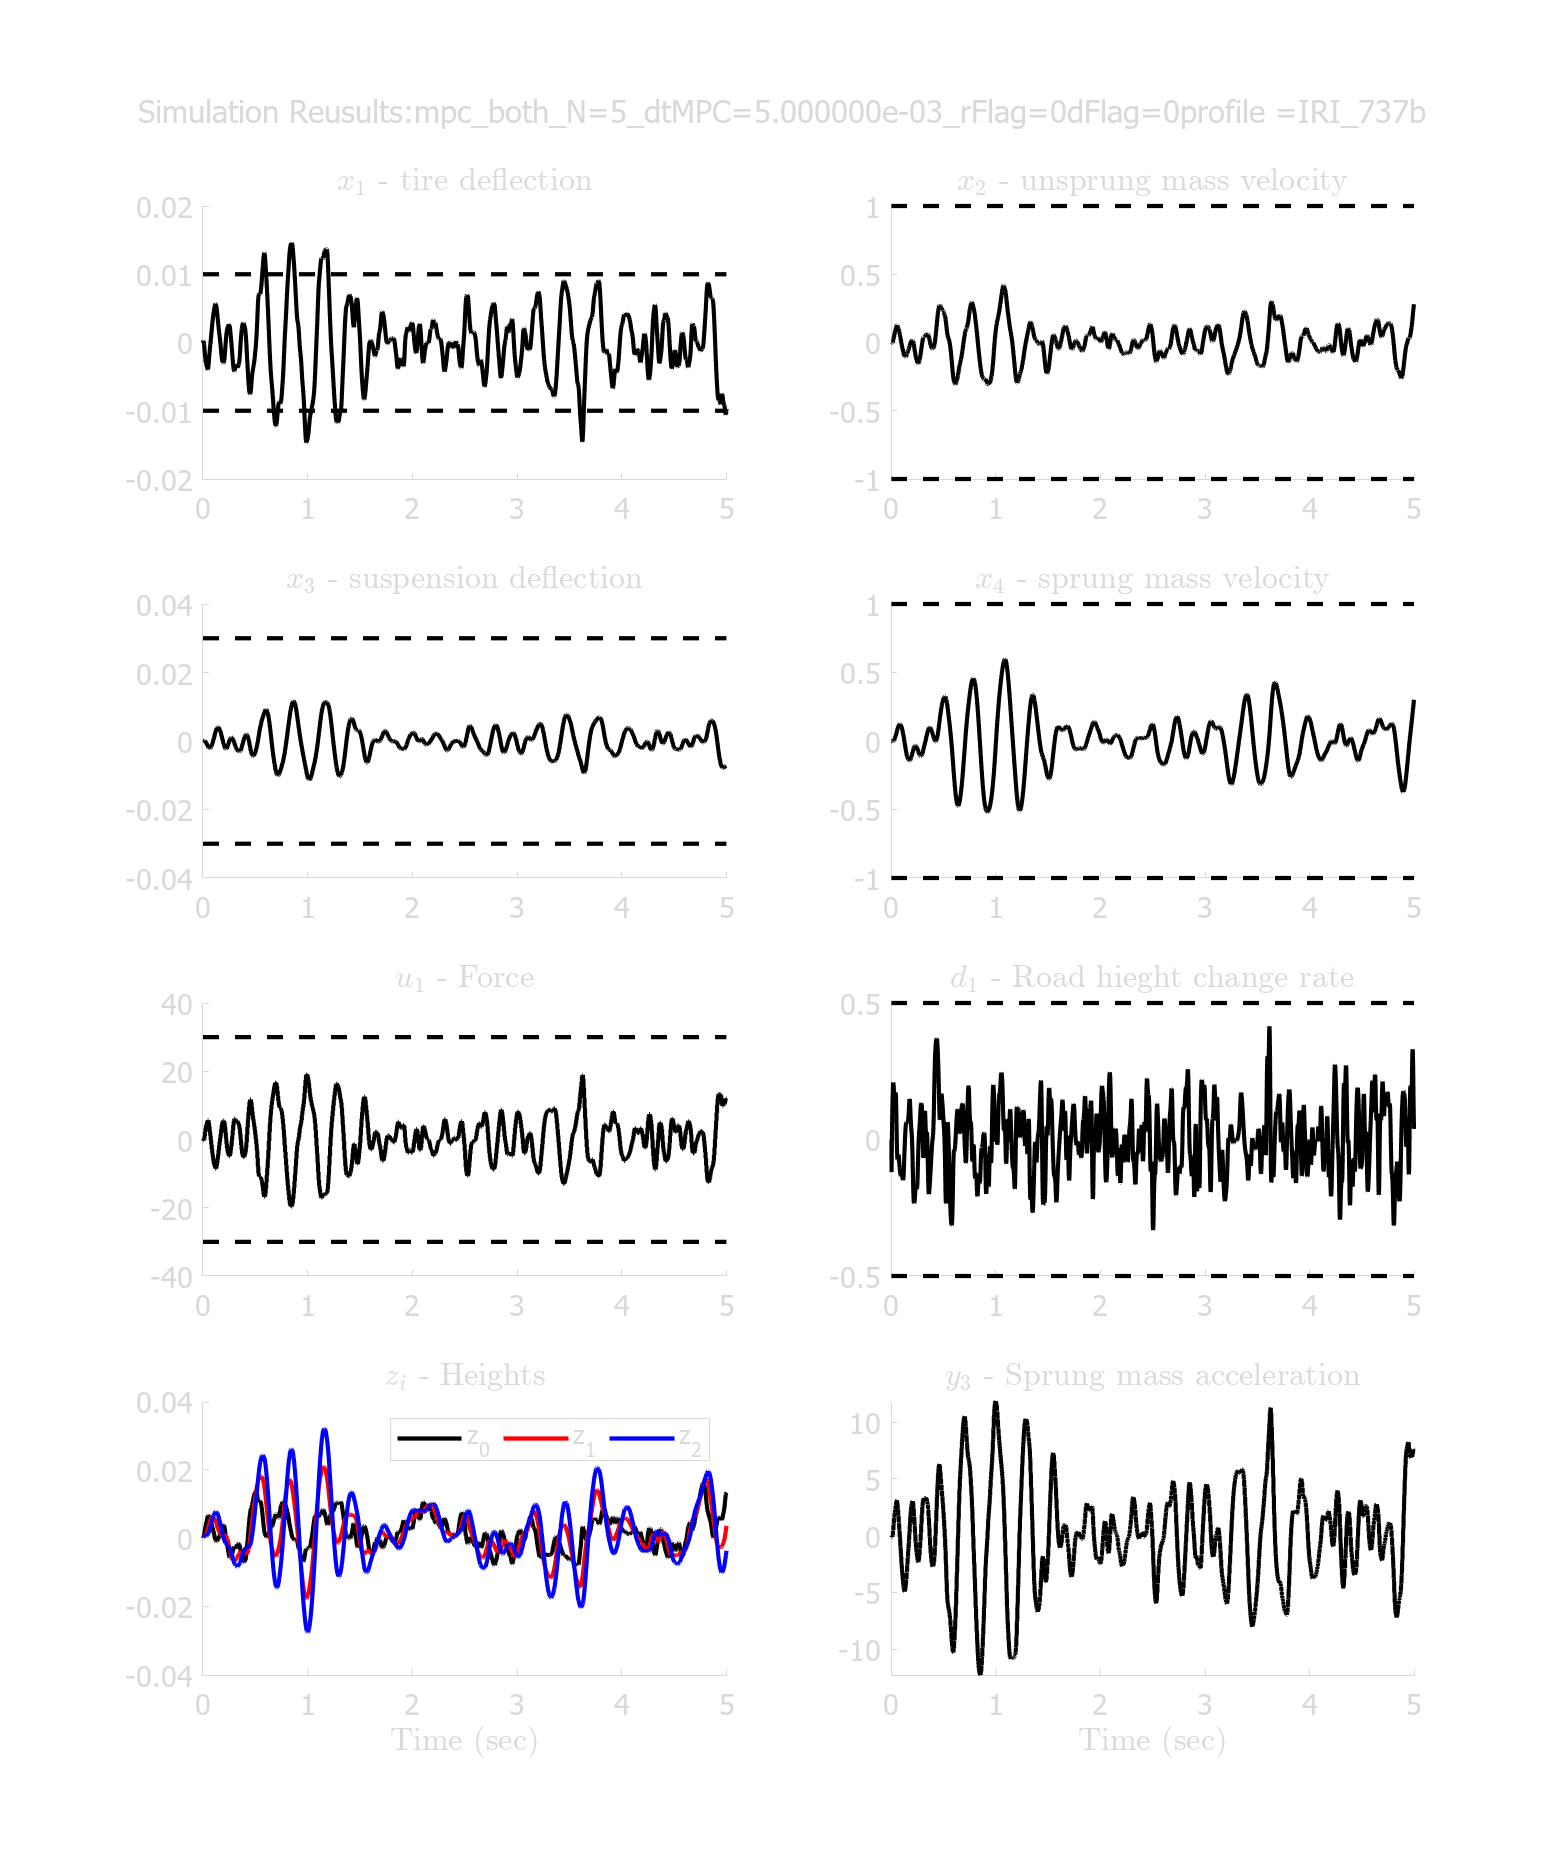 Simulation Reusults:mpc_both_N=5_dtMPC=5.000000e-03_rFlag=0dFlag=0profile =IRI_737b
x1 - tire deflection
0.02
0.01
0
-0.01
-0.02
0 1 2 3 4 5
x2 - unsprung mass velocity
1
0.5
0
-0.5
-1
0 1 2 3 4 5
x3 - suspension deflection
0.04
0.02
0
-0.02
-0.04
0 1 2 3 4 5
x4 - sprung mass velocity
1
0.5
0
-0.5
-1
0 1 2 3 4 5
u1 - Force
40
20
0
-20
-40
0 1 2 3 4 5
d1 - Road hieght change rate
0.5
0
-0.5
0 1 2 3 4 5
zi - Heights
z0 z1 z2
0.04
0.02
0
-0.02
-0.04
0 1 2 3 4 5
Time (sec)
y3 - Sprung mass acceleration
10
5
0
-5
-10
0 1 2 3 4 5
Time (sec)